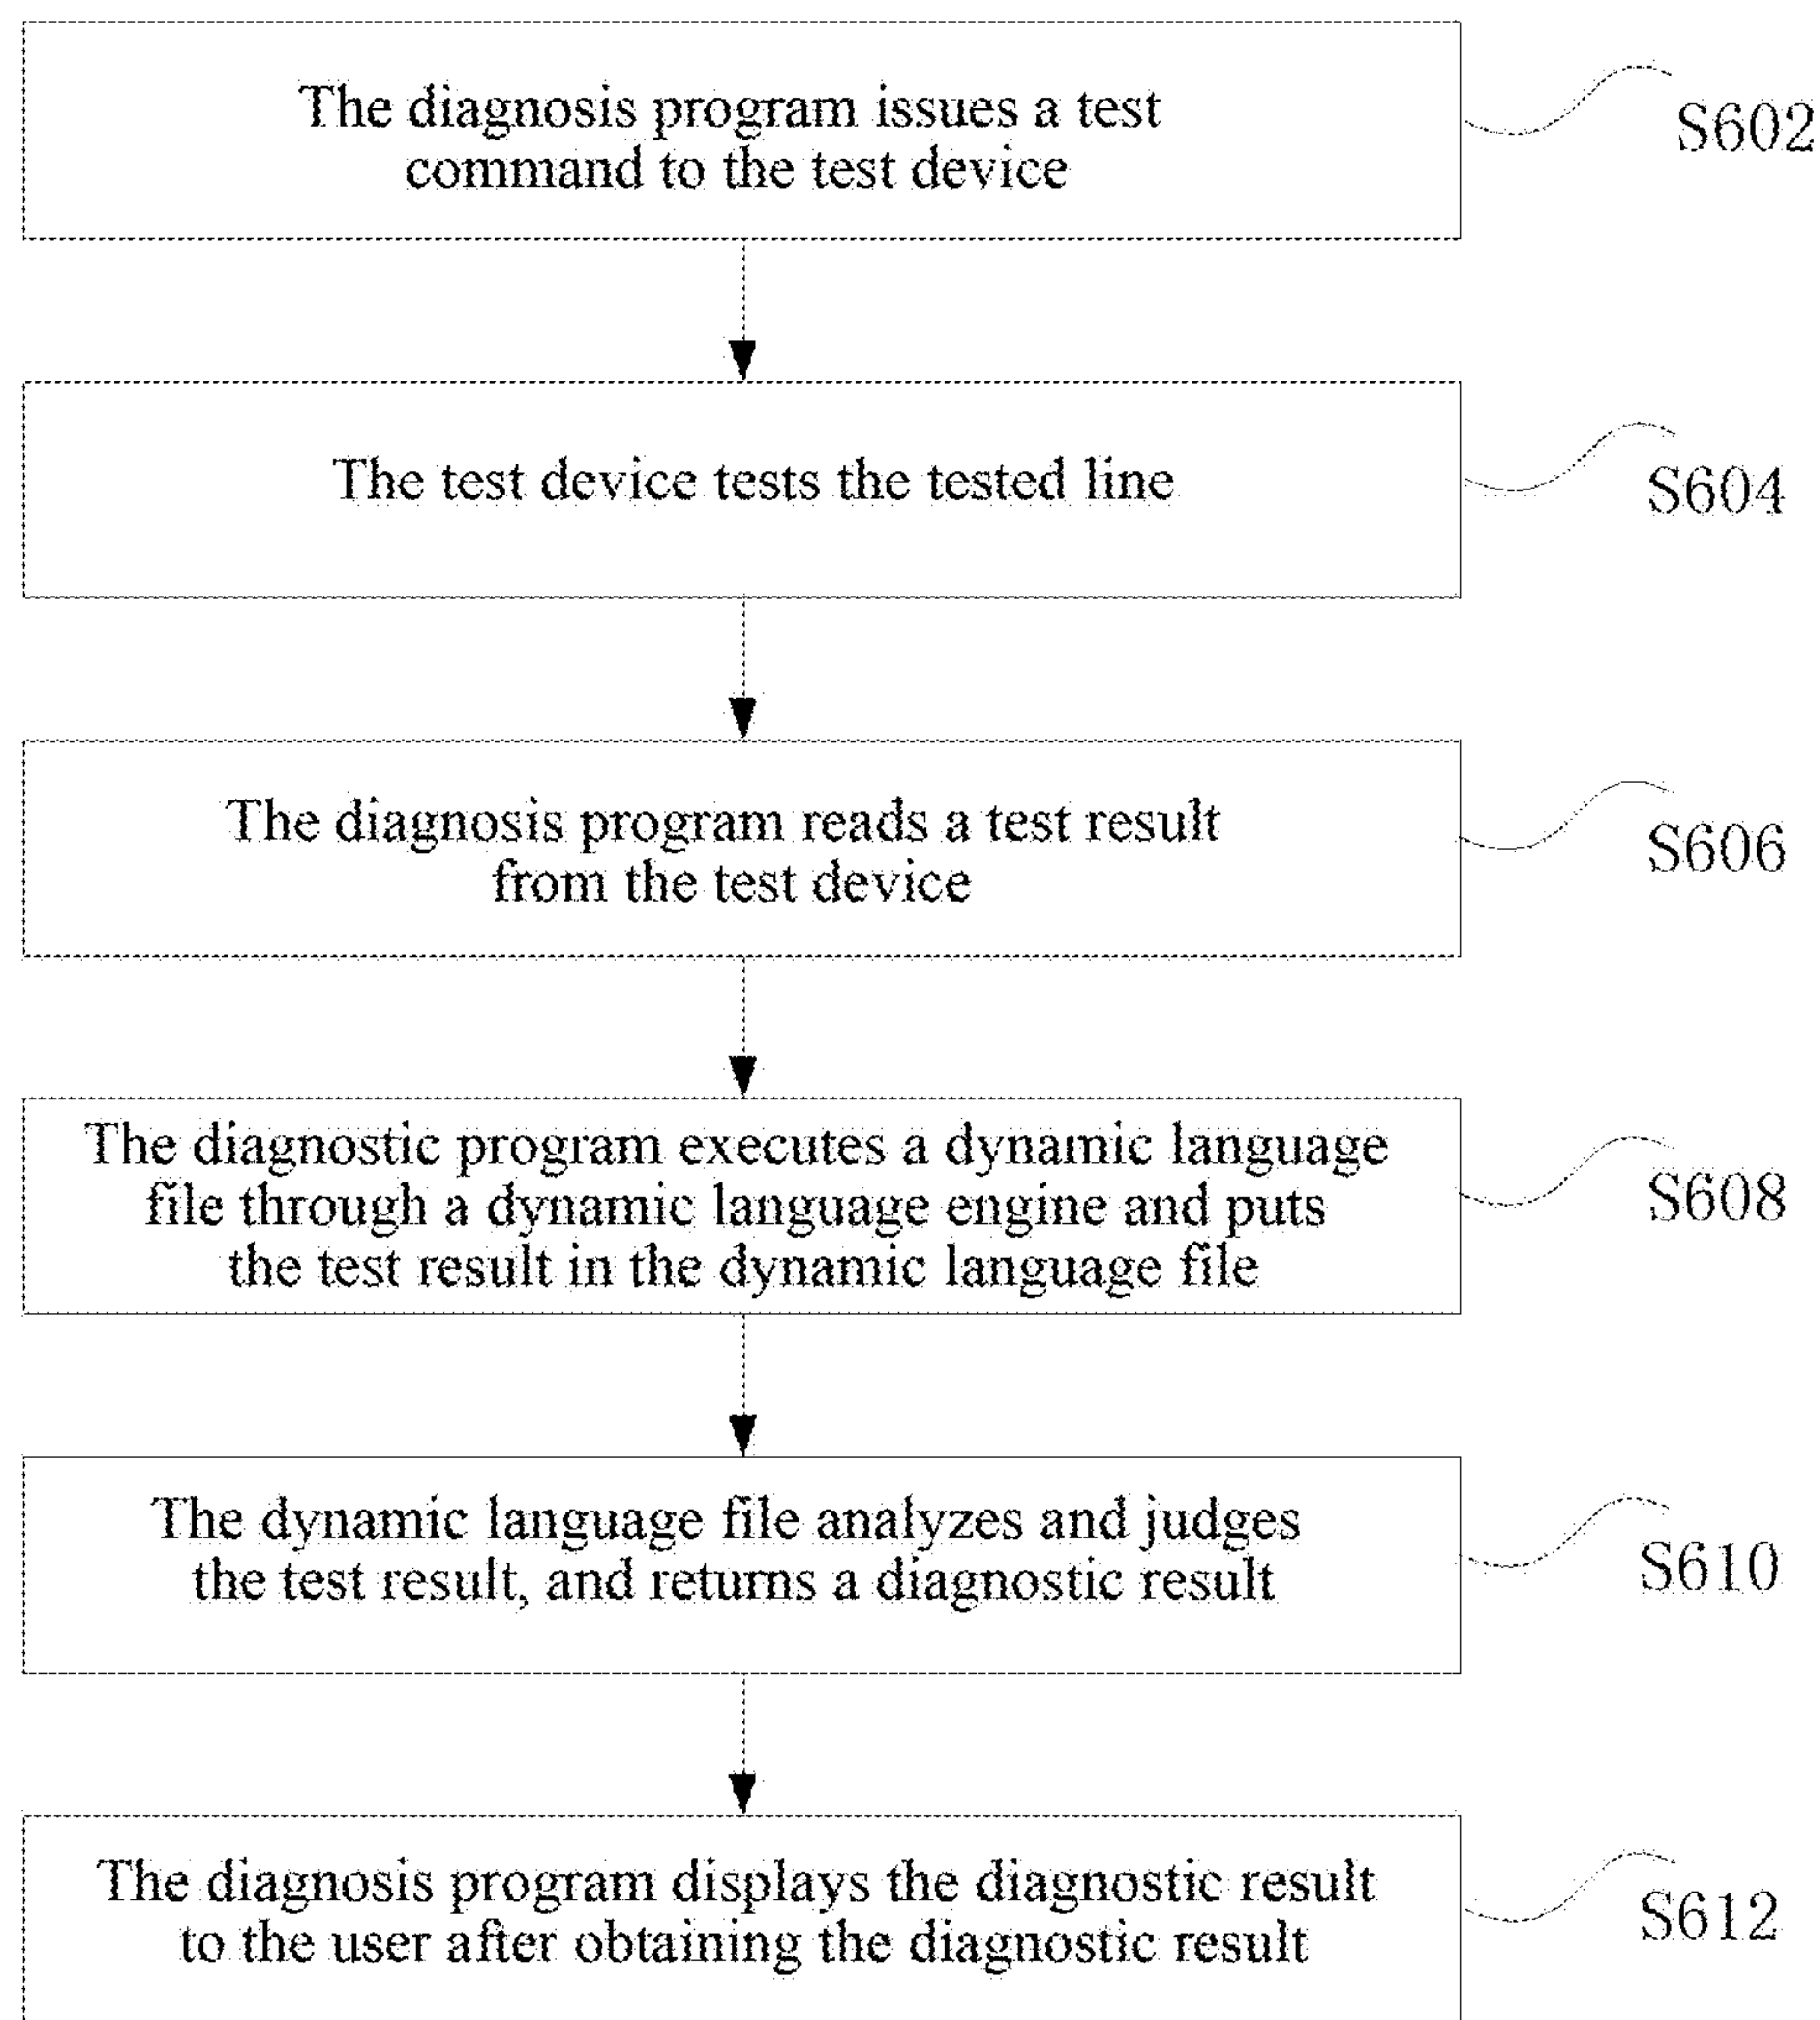 The diagnosis program issues a test
command to the test device
S602
The test device tests the tested line
S604
The diagnosis program reads a test result
from the test device
S606
The diagnostic program executes a dynamic language
file through a dynamic language engine and puts
the test result in the dynamic language file
S608
The dynamic language file analyzes and judges
the test result, and returns a diagnostic result
S610
The diagnosis program displays the diagnostic result
to the user after obtaining the diagnostic result
S612